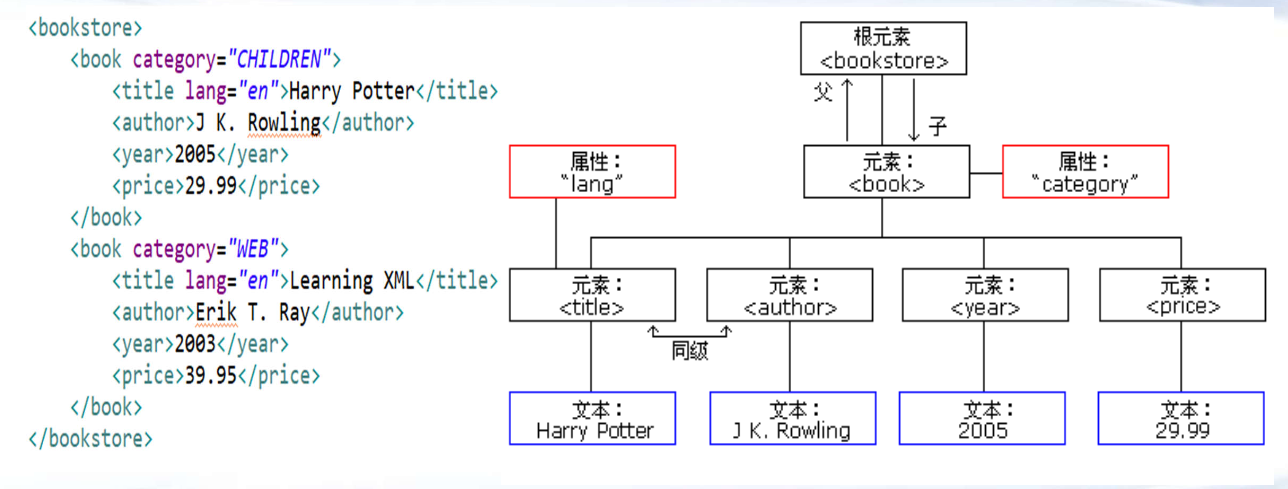 <bookstore>
<book category="CHILDREN">
<title lang="en">Harry Potter</title>
<author>J K. Rowling</author>
<year>2005</year>
<price>29.99</price>
</book>
<book category="WEB">
<title lang="en">Learning XML</title>
<author>Erik T. Ray</author>
<year>2003</year>
<price>39.95</price>
</book>
</bookstore>
根元素
<bookstore>
父
子
属性：
“lang”
元素：
<book>
属性：
“category”
元素：
<title>
元素：
<author>
元素：
<year>
元素：
<price>
同级
文本：
Harry Potter
文本：
J K. Rowling
文本：
2005
文本：
29.99